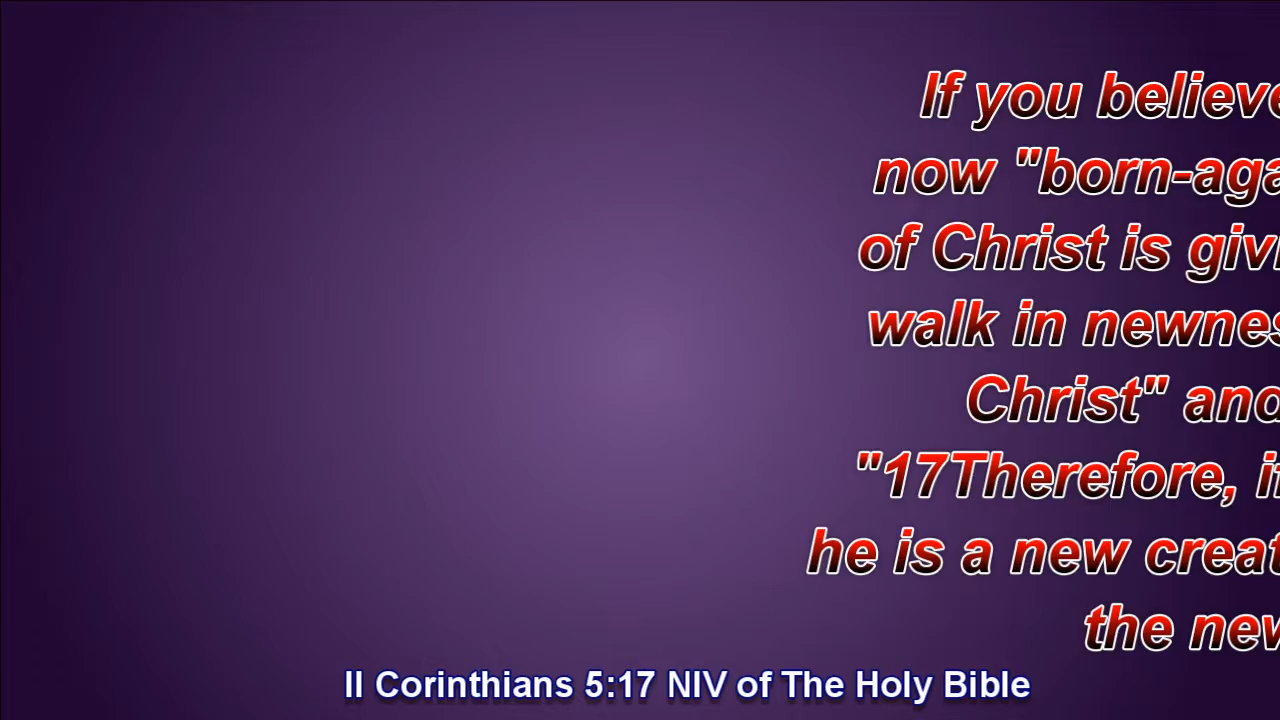 If you believe
now "born-aga
of Christ is giv
walk in newnes
Christ" and
"17Therefore, if
he is a new creat
the new
II Corinthians 5:17 NIV of The Holy Bible